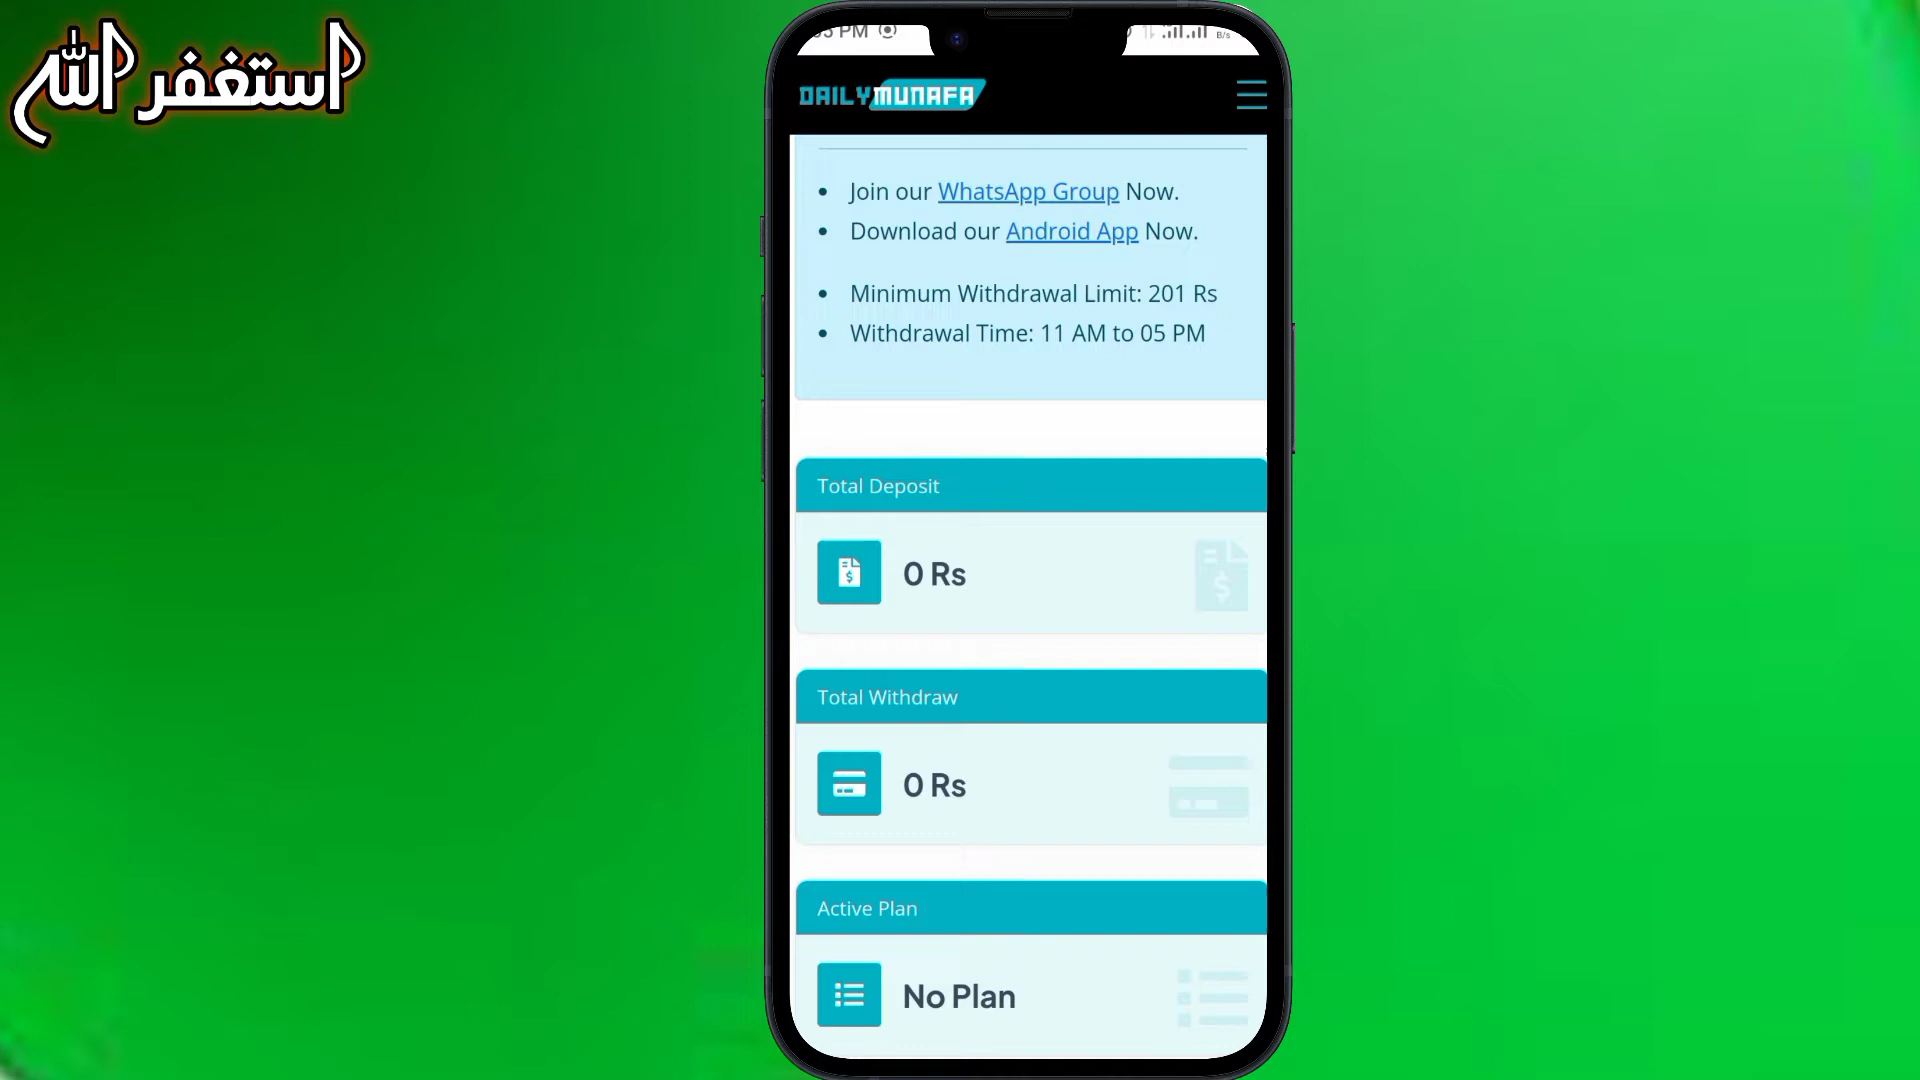 استغفر الله
PM
B/s
DAILYMUNAFA
Join our WhatsApp Group Now.
Download our Android App Now.
Minimum Withdrawal Limit: 201 Rs
Withdrawal Time: 11 AM to 05 PM
Total Deposit
0 Rs
Total Withdraw
0 Rs
Active Plan
No Plan